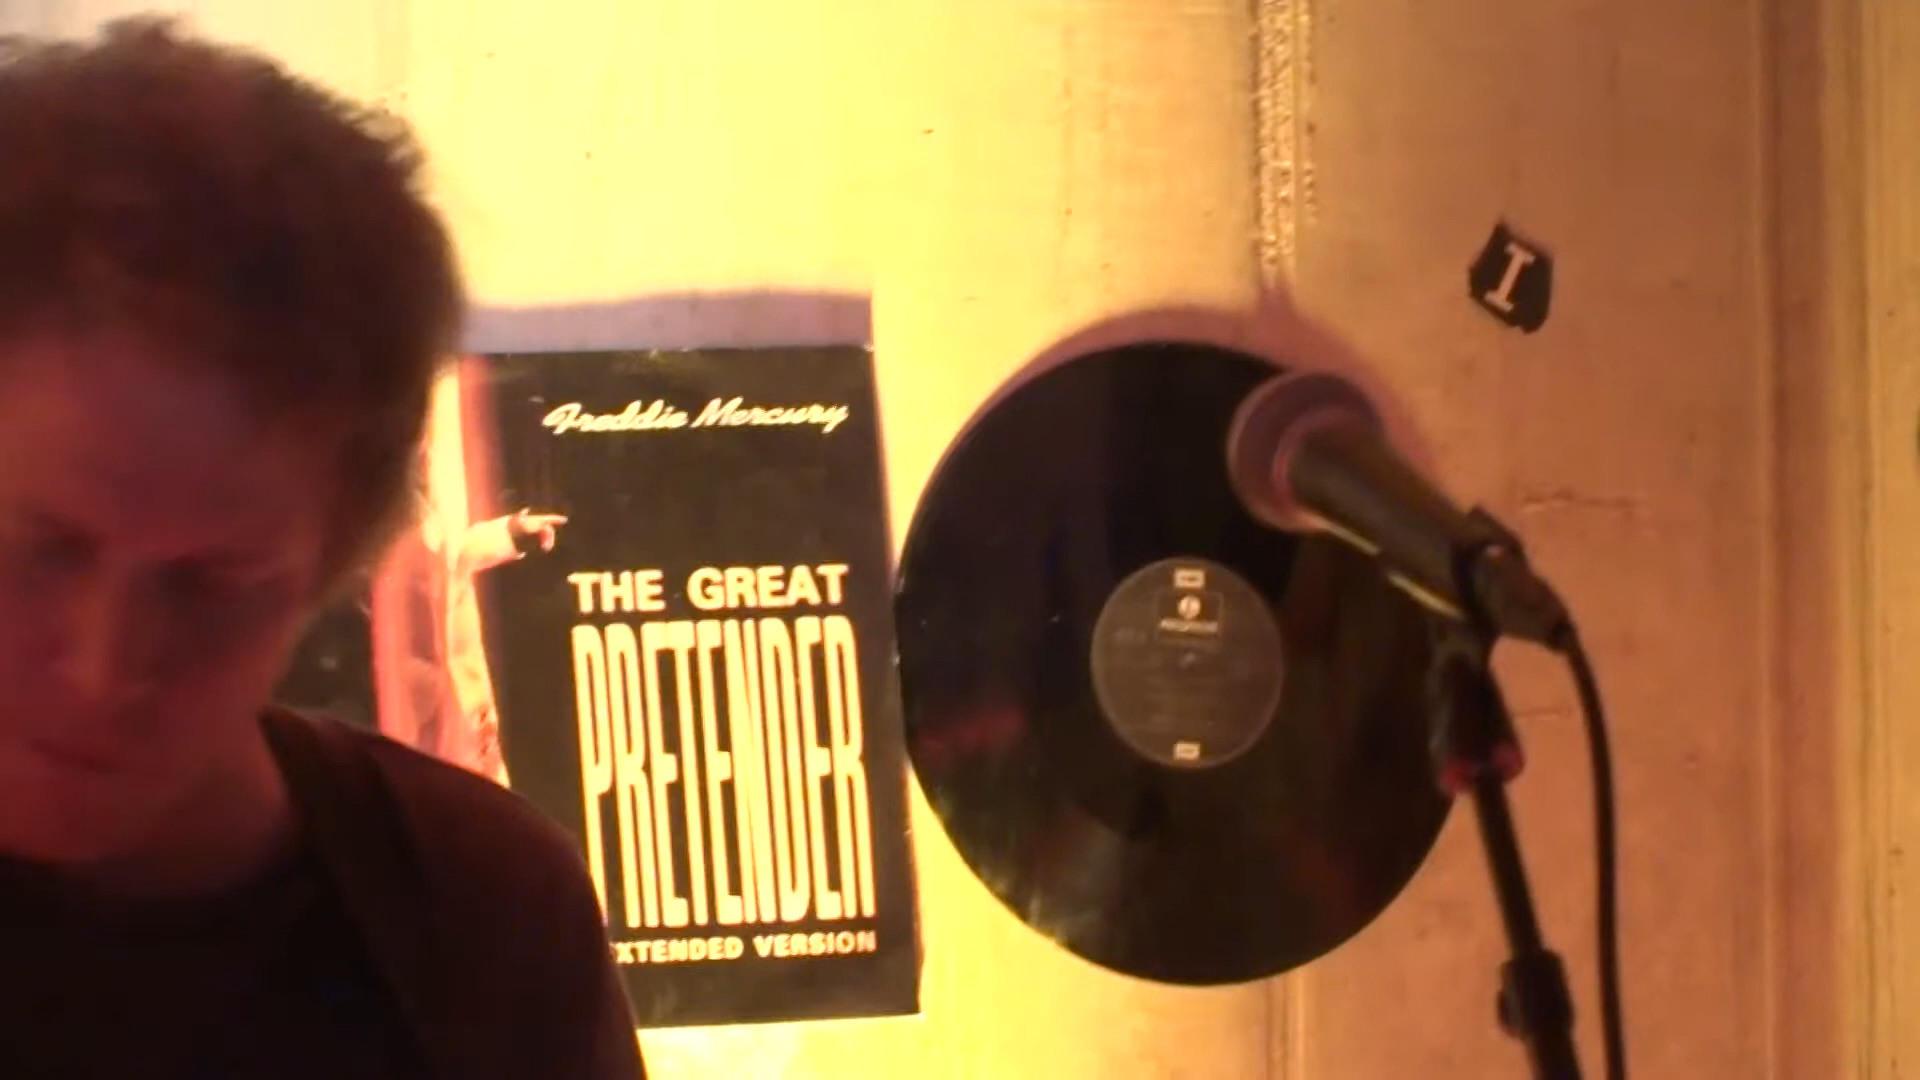 Freddie Mercury
THE GREAT
PRETENDER
XTENDED VERSION
I